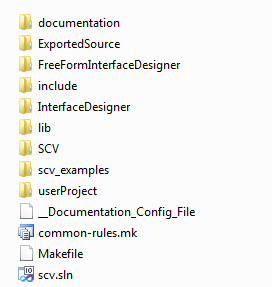 documentation
ExportedSource
FreeFormInterfaceDesigner
include
InterfaceDesigner
lib
SCV
scv_examples
userProject
__Documentation_Config_File
common-rules.mk
Makefile
scv.sln